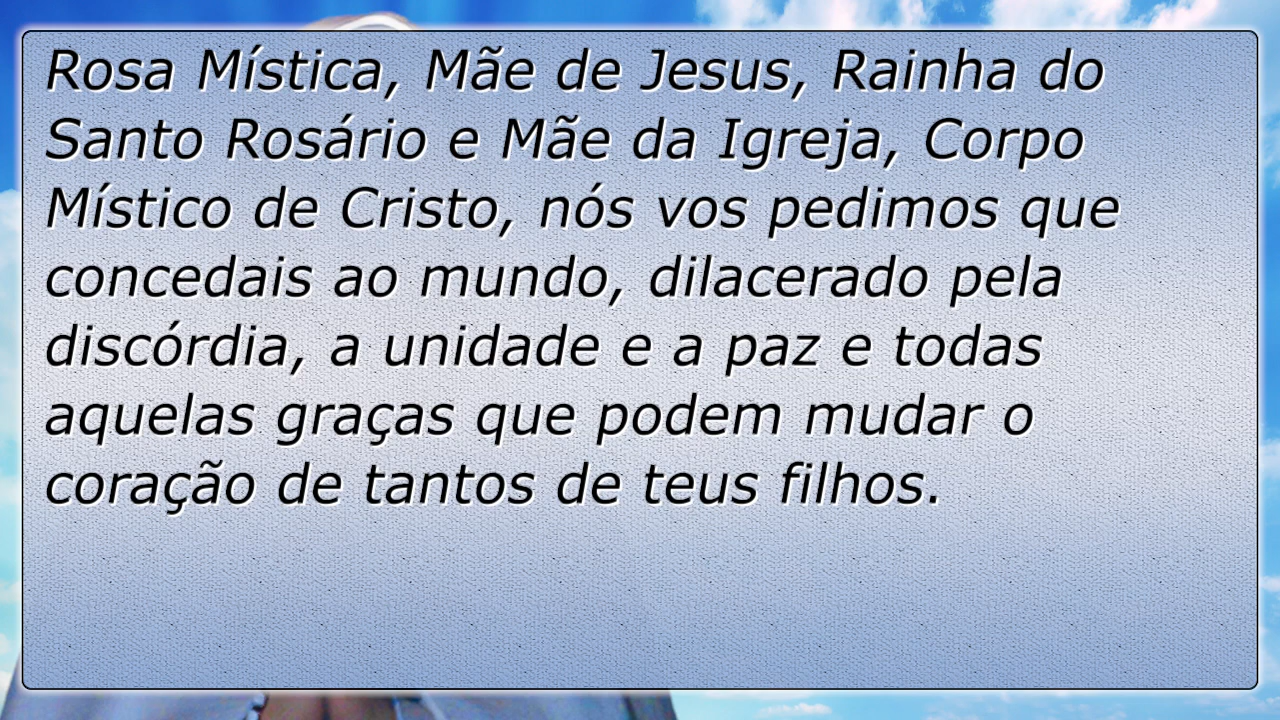 Rosa Mística, Mãe de Jesus, Rainha do
Santo Rosário e Mãe da Igreja, Corpo
Místico de Cristo, nós vos pedimos que
concedais ao mundo, dilacerado pela
discórdia, a unidade e a paz e todas
aquelas graças que podem mudar o
coração de tantos de teus filhos.